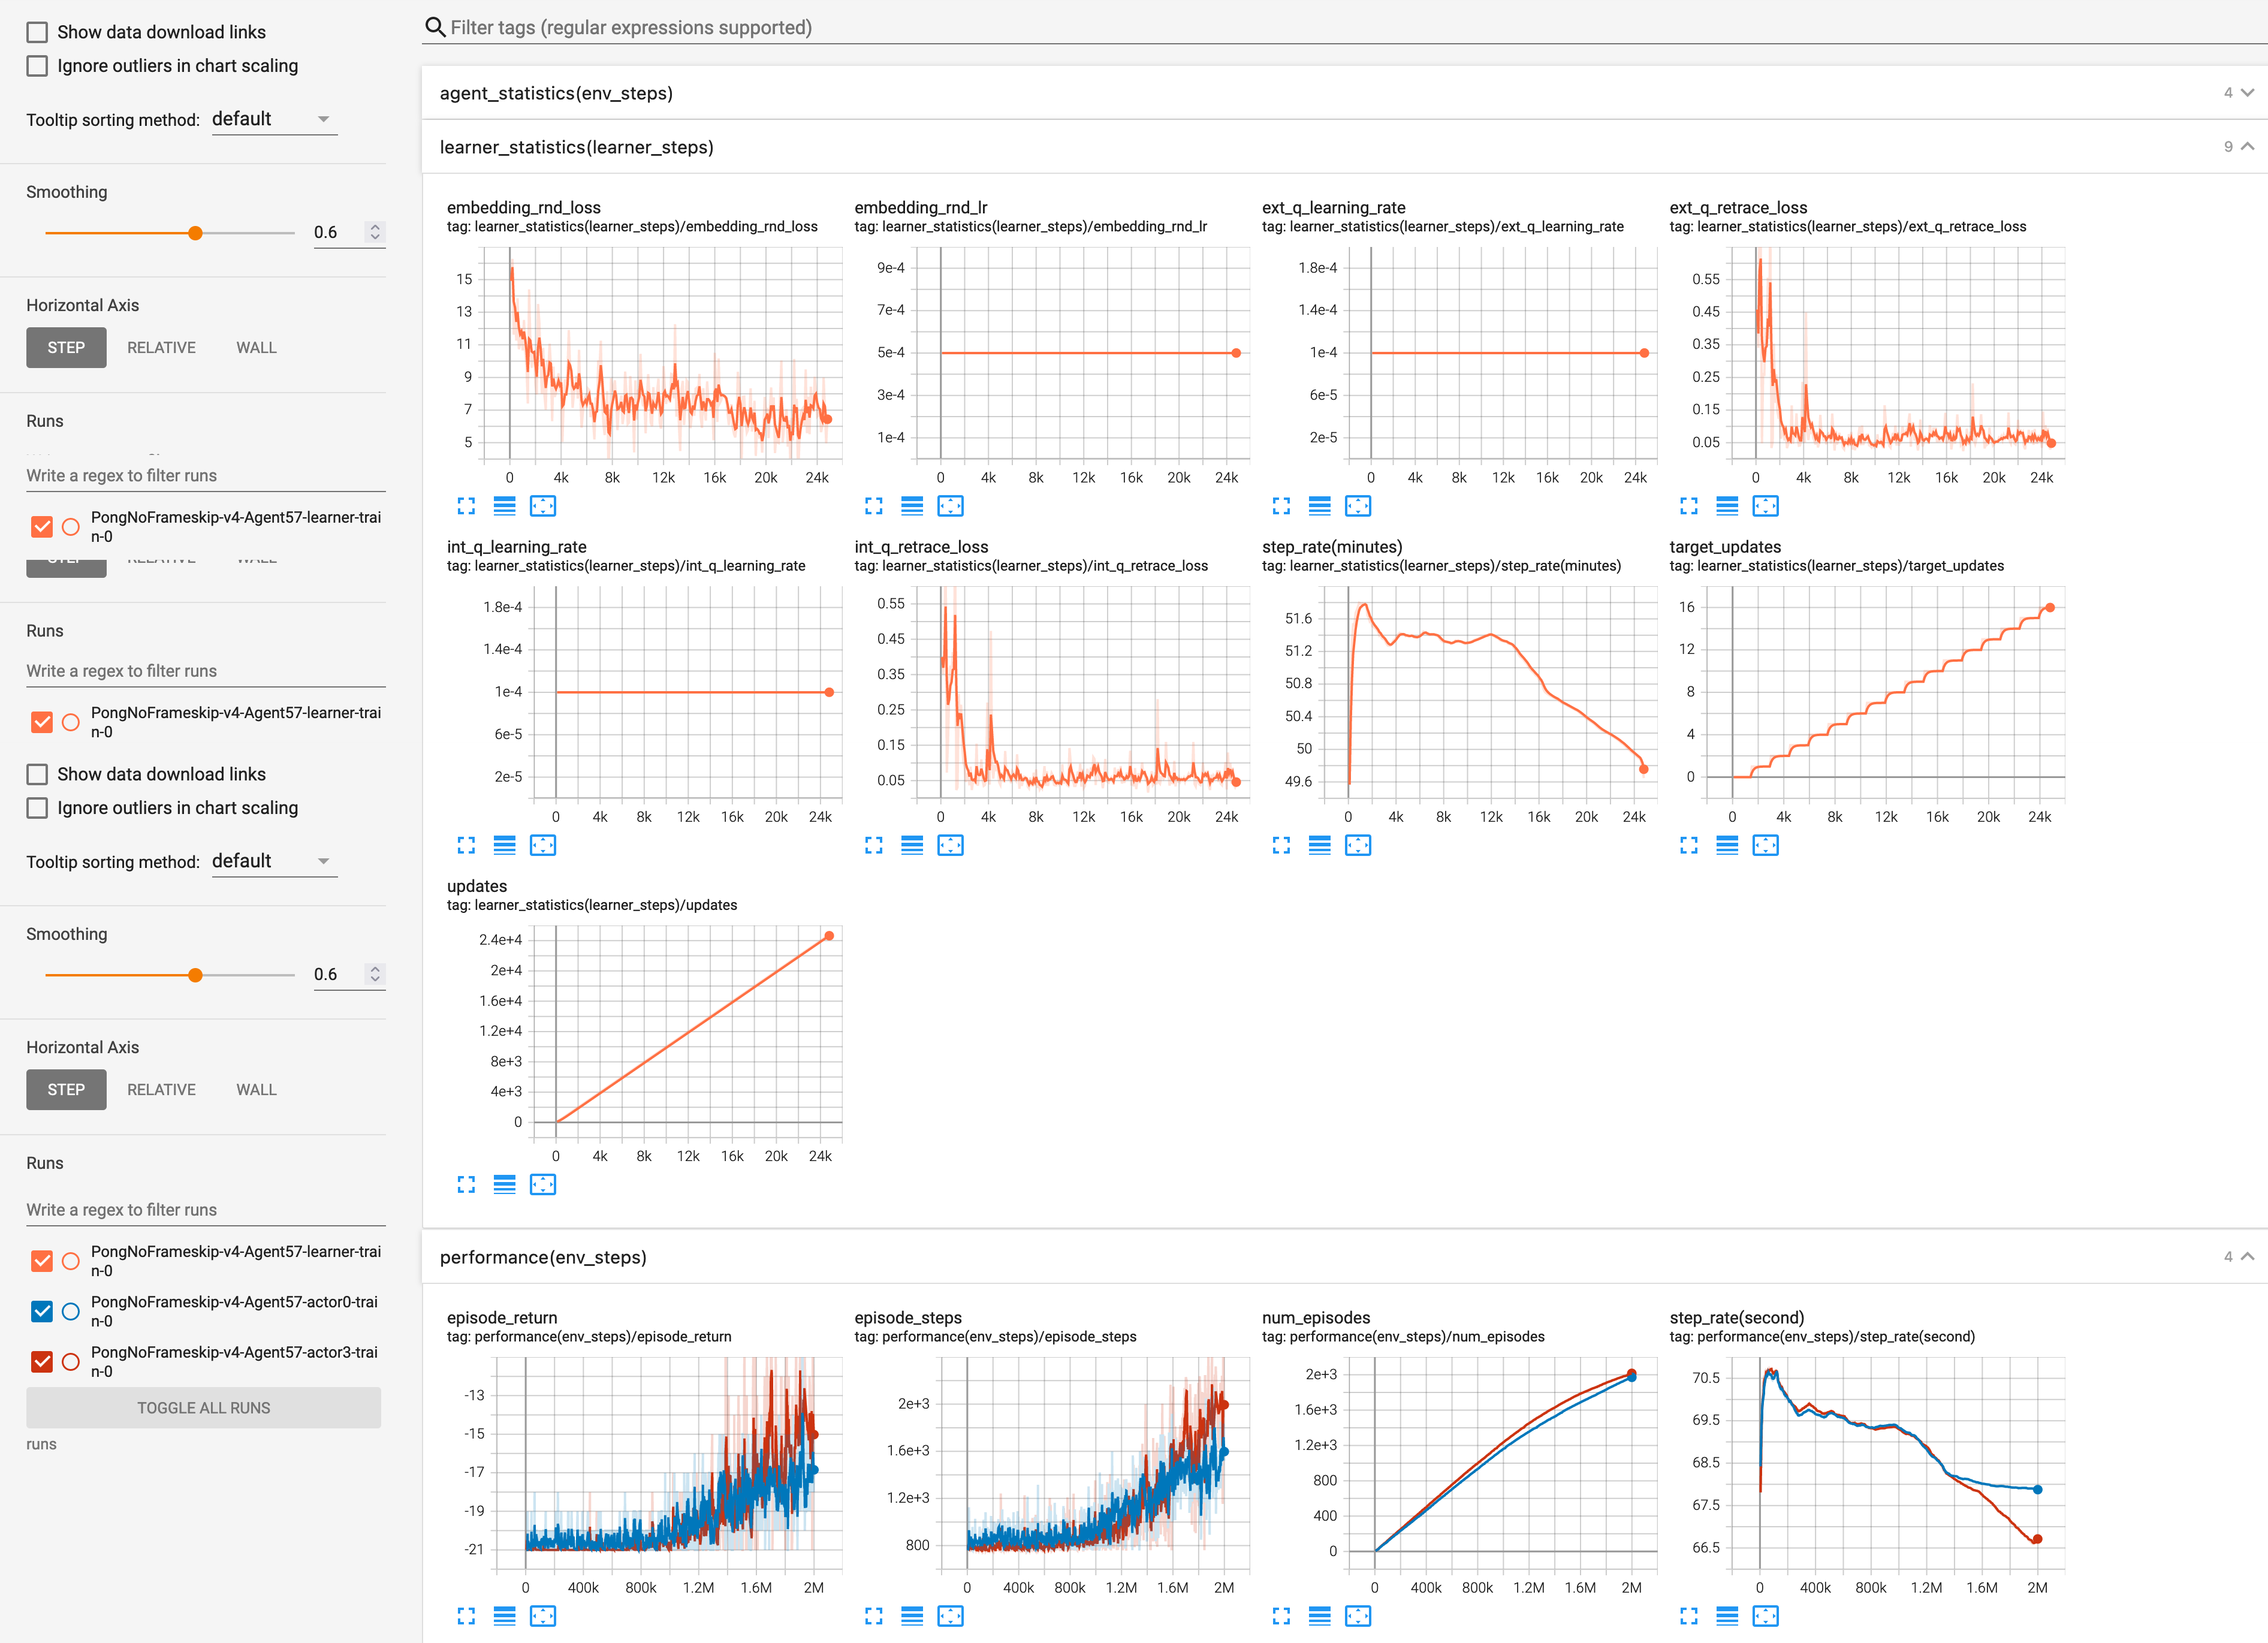 Show data download links
Ignore outliers in chart scaling
Tooltip sorting method: default
Smoothing
0.6
Horizontal Axis
STEP RELATIVE WALL
Runs
Write a regex to filter runs
PongNoFrameskip-v4-Agent57-learner-trai
n-0
STEP RELATIVE WALL
Runs
Write a regex to filter runs
PongNoFrameskip-v4-Agent57-learner-trai
n-0
Show data download links
Ignore outliers in chart scaling
Tooltip sorting method: default
Smoothing
0.6
Horizontal Axis
STEP RELATIVE WALL
Runs
Write a regex to filter runs
PongNoFrameskip-v4-Agent57-learner-trai
n-0
PongNoFrameskip-v4-Agent57-actor0-trai
n-0
PongNoFrameskip-v4-Agent57-actor3-trai
n-0
TOGGLE ALL RUNS
runs
Filter tags (regular expressions supported)
agent_statistics(env_steps) 4
learner_statistics(learner_steps) 9
embedding_rnd_loss
tag: learner_statistics(learner_steps)/embedding_rnd_loss
15
13
11
9
7
5
0 4k 8k 12k 16k 20k 24k
embedding_rnd_lr
tag: learner_statistics(learner_steps)/embedding_rnd_lr
9e-4
7e-4
5e-4
3e-4
1e-4
0 4k 8k 12k 16k 20k 24k
ext_q_learning_rate
tag: learner_statistics(learner_steps)/ext_q_learning_rate
1.8e-4
1.4e-4
1e-4
6e-5
2e-5
0 4k 8k 12k 16k 20k 24k
ext_q_retrace_loss
tag: learner_statistics(learner_steps)/ext_q_retrace_loss
0.55
0.45
0.35
0.25
0.15
0.05
0 4k 8k 12k 16k 20k 24k
int_q_learning_rate
tag: learner_statistics(learner_steps)/int_q_learning_rate
1.8e-4
1.4e-4
1e-4
6e-5
2e-5
0 4k 8k 12k 16k 20k 24k
int_q_retrace_loss
tag: learner_statistics(learner_steps)/int_q_retrace_loss
0.55
0.45
0.35
0.25
0.15
0.05
0 4k 8k 12k 16k 20k 24k
step_rate(minutes)
tag: learner_statistics(learner_steps)/step_rate(minutes)
51.6
51.2
50.8
50.4
50
49.6
0 4k 8k 12k 16k 20k 24k
target_updates
tag: learner_statistics(learner_steps)/target_updates
16
12
8
4
0
0 4k 8k 12k 16k 20k 24k
updates
tag: learner_statistics(learner_steps)/updates
2.4e+4
2e+4
1.6e+4
1.2e+4
8e+3
4e+3
0
0 4k 8k 12k 16k 20k 24k
performance(env_steps) 4
episode_return
tag: performance(env_steps)/episode_return
-13
-15
-17
-19
-21
0 400k 800k 1.2M 1.6M 2M
episode_steps
tag: performance(env_steps)/episode_steps
2e+3
1.6e+3
1.2e+3
800
0 400k 800k 1.2M 1.6M 2M
num_episodes
tag: performance(env_steps)/num_episodes
2e+3
1.6e+3
1.2e+3
800
400
0
0 400k 800k 1.2M 1.6M 2M
step_rate(second)
tag: performance(env_steps)/step_rate(second)
70.5
69.5
68.5
67.5
66.5
0 400k 800k 1.2M 1.6M 2M